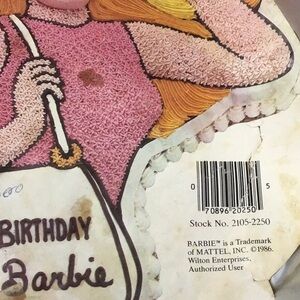 BIRTHDAY
Barbie
0
5
70896 20250
Stock No. 2105-2250
BARBIE™ is a Trademark
of MATTEL, INC. ©1986.
Wilton Enterprises,
Authorized User